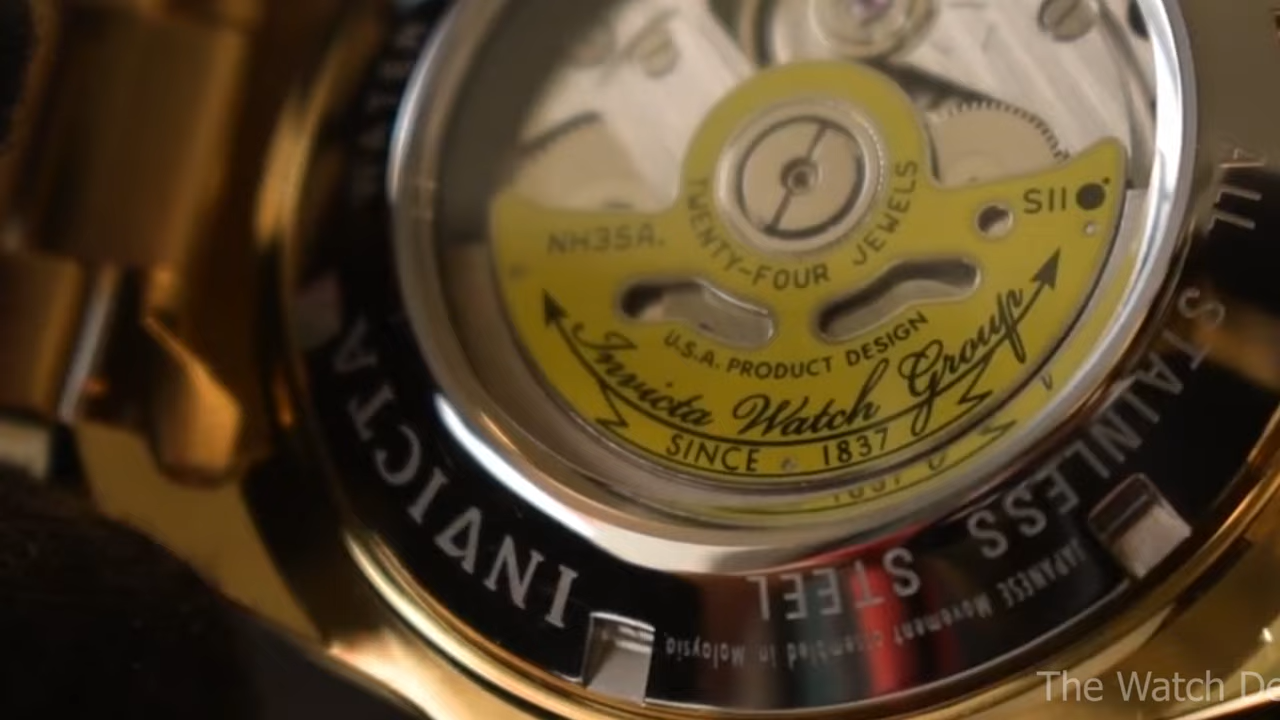 NH35A.
TWENTY-FOUR JEWELS
SII
U.S.A. PRODUCT DESIGN
Invicta Watch Group
SINCE 1837
INVICTA
ALL STAINLESS STEEL
JAPANESE Movement assembled in Malaysia.
The Watch De